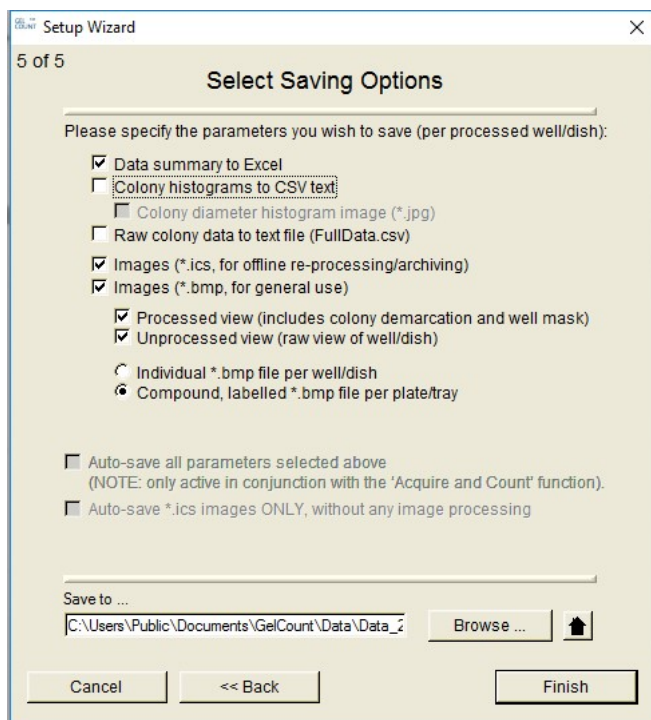 GEL COUNT Setup Wizard
5 of 5
Select Saving Options
Please specify the parameters you wish to save (per processed well/dish):
Data summary to Excel
Colony histograms to CSV text
Colony diameter histogram image (*.jpg)
Raw colony data to text file (FullData.csv)
Images (*.ics, for offline re-processing/archiving)
Images (*.bmp, for general use)
Processed view (includes colony demarcation and well mask)
Unprocessed view (raw view of well/dish)
Individual *.bmp file per well/dish
Compound, labelled *.bmp file per plate/tray
Auto-save all parameters selected above
(NOTE: only active in conjunction with the 'Acquire and Count' function).
Auto-save *.ics images ONLY, without any image processing
Save to ...
C:\Users\Public\Documents\GelCount\Data\Data_2
Browse ...
Cancel
<< Back
Finish